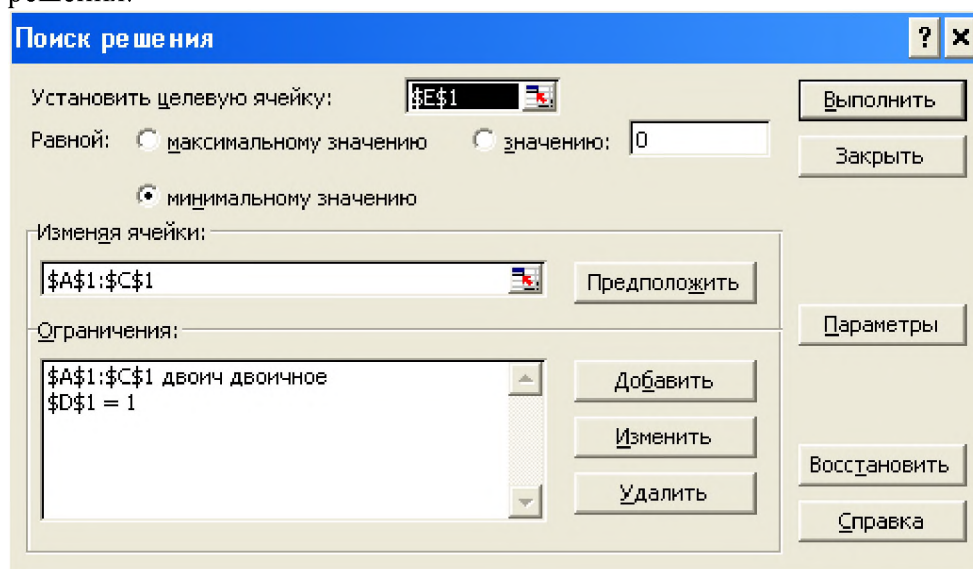 решения.
Поиск решения
Установить целевую ячейку: $E$1
Выполнить
Равной: максимальному значению значению: 0
Закрыть
минимальному значению
Изменяя ячейки:
$A$1:$C$1
Предположить
Ограничения:
Параметры
$A$1:$C$1 двоич двоичное
$D$1 = 1
Добавить
Изменить
Восстановить
Удалить
Справка